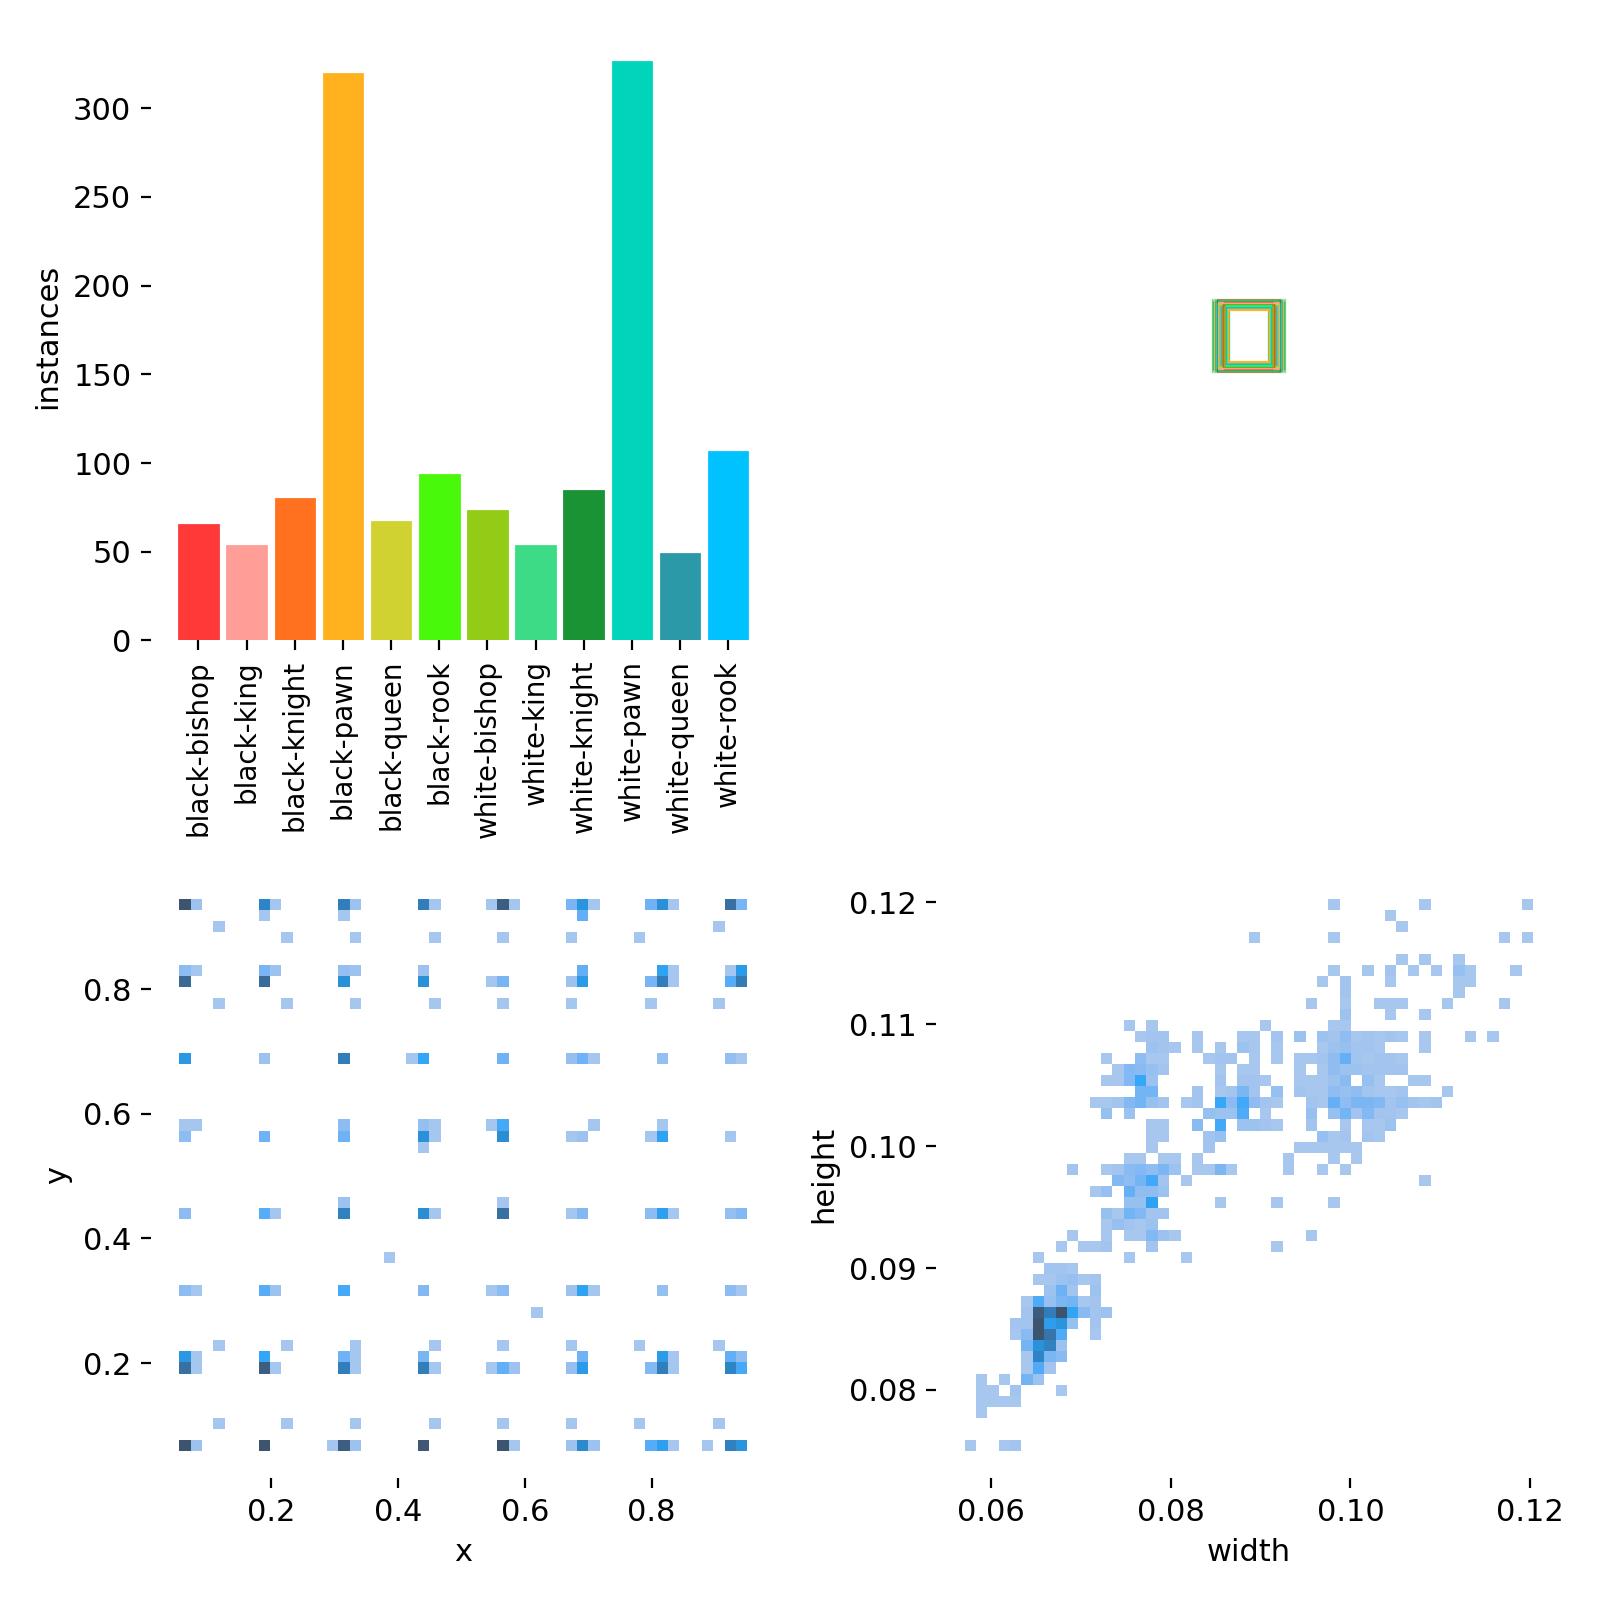 300
250
200
150
100
50
0
instances
black-bishop
black-king
black-knight
black-pawn
black-queen
black-rook
white-bishop
white-king
white-knight
white-pawn
white-queen
white-rook
0.8
0.6
0.4
0.2
y
0.2 0.4 0.6 0.8
x
0.12
0.11
0.10
0.09
0.08
height
0.06 0.08 0.10 0.12
width